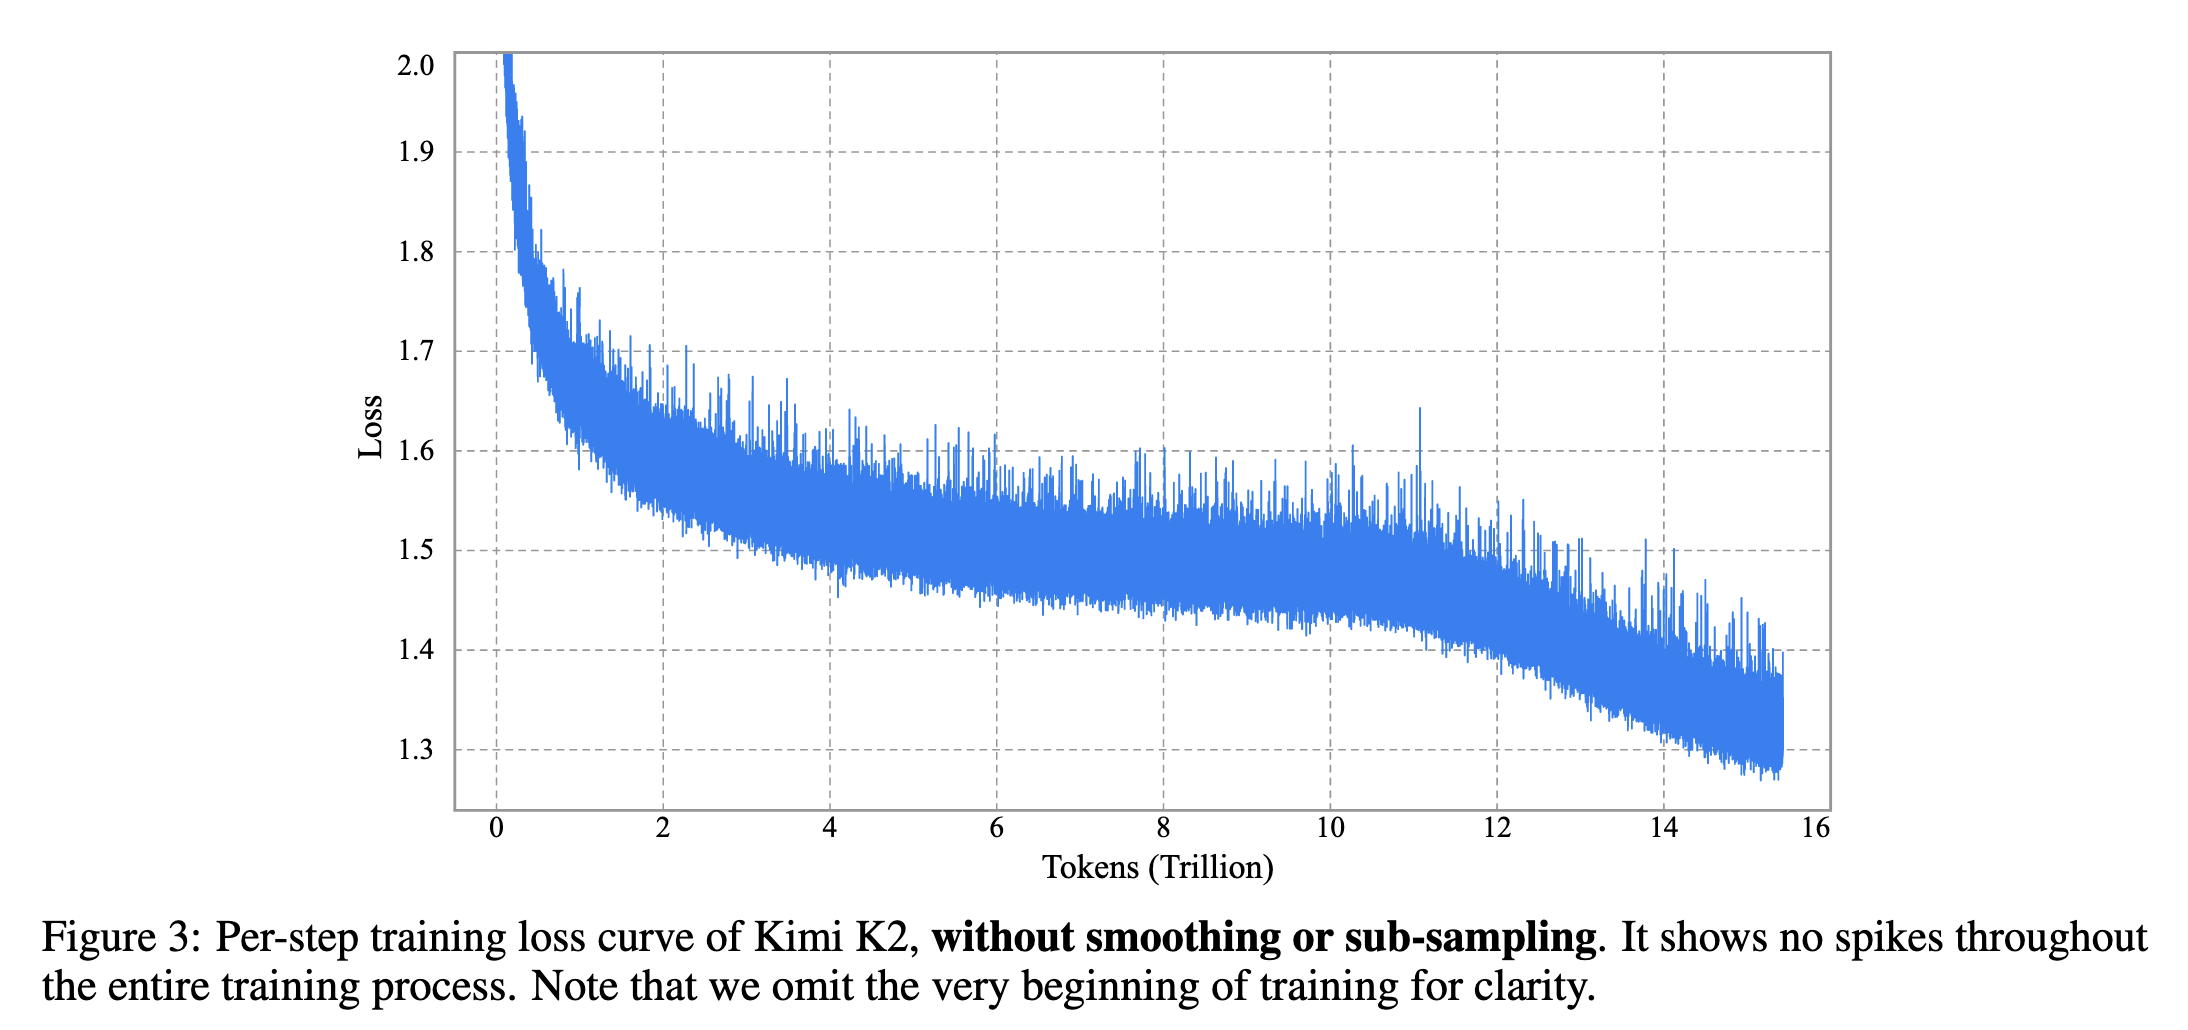 2.0
1.9
1.8
1.7
1.6
1.5
1.4
1.3
Loss
0 2 4 6 8 10 12 14 16
Tokens (Trillion)
Figure 3: Per-step training loss curve of Kimi K2, without smoothing or sub-sampling. It shows no spikes throughout
the entire training process. Note that we omit the very beginning of training for clarity.